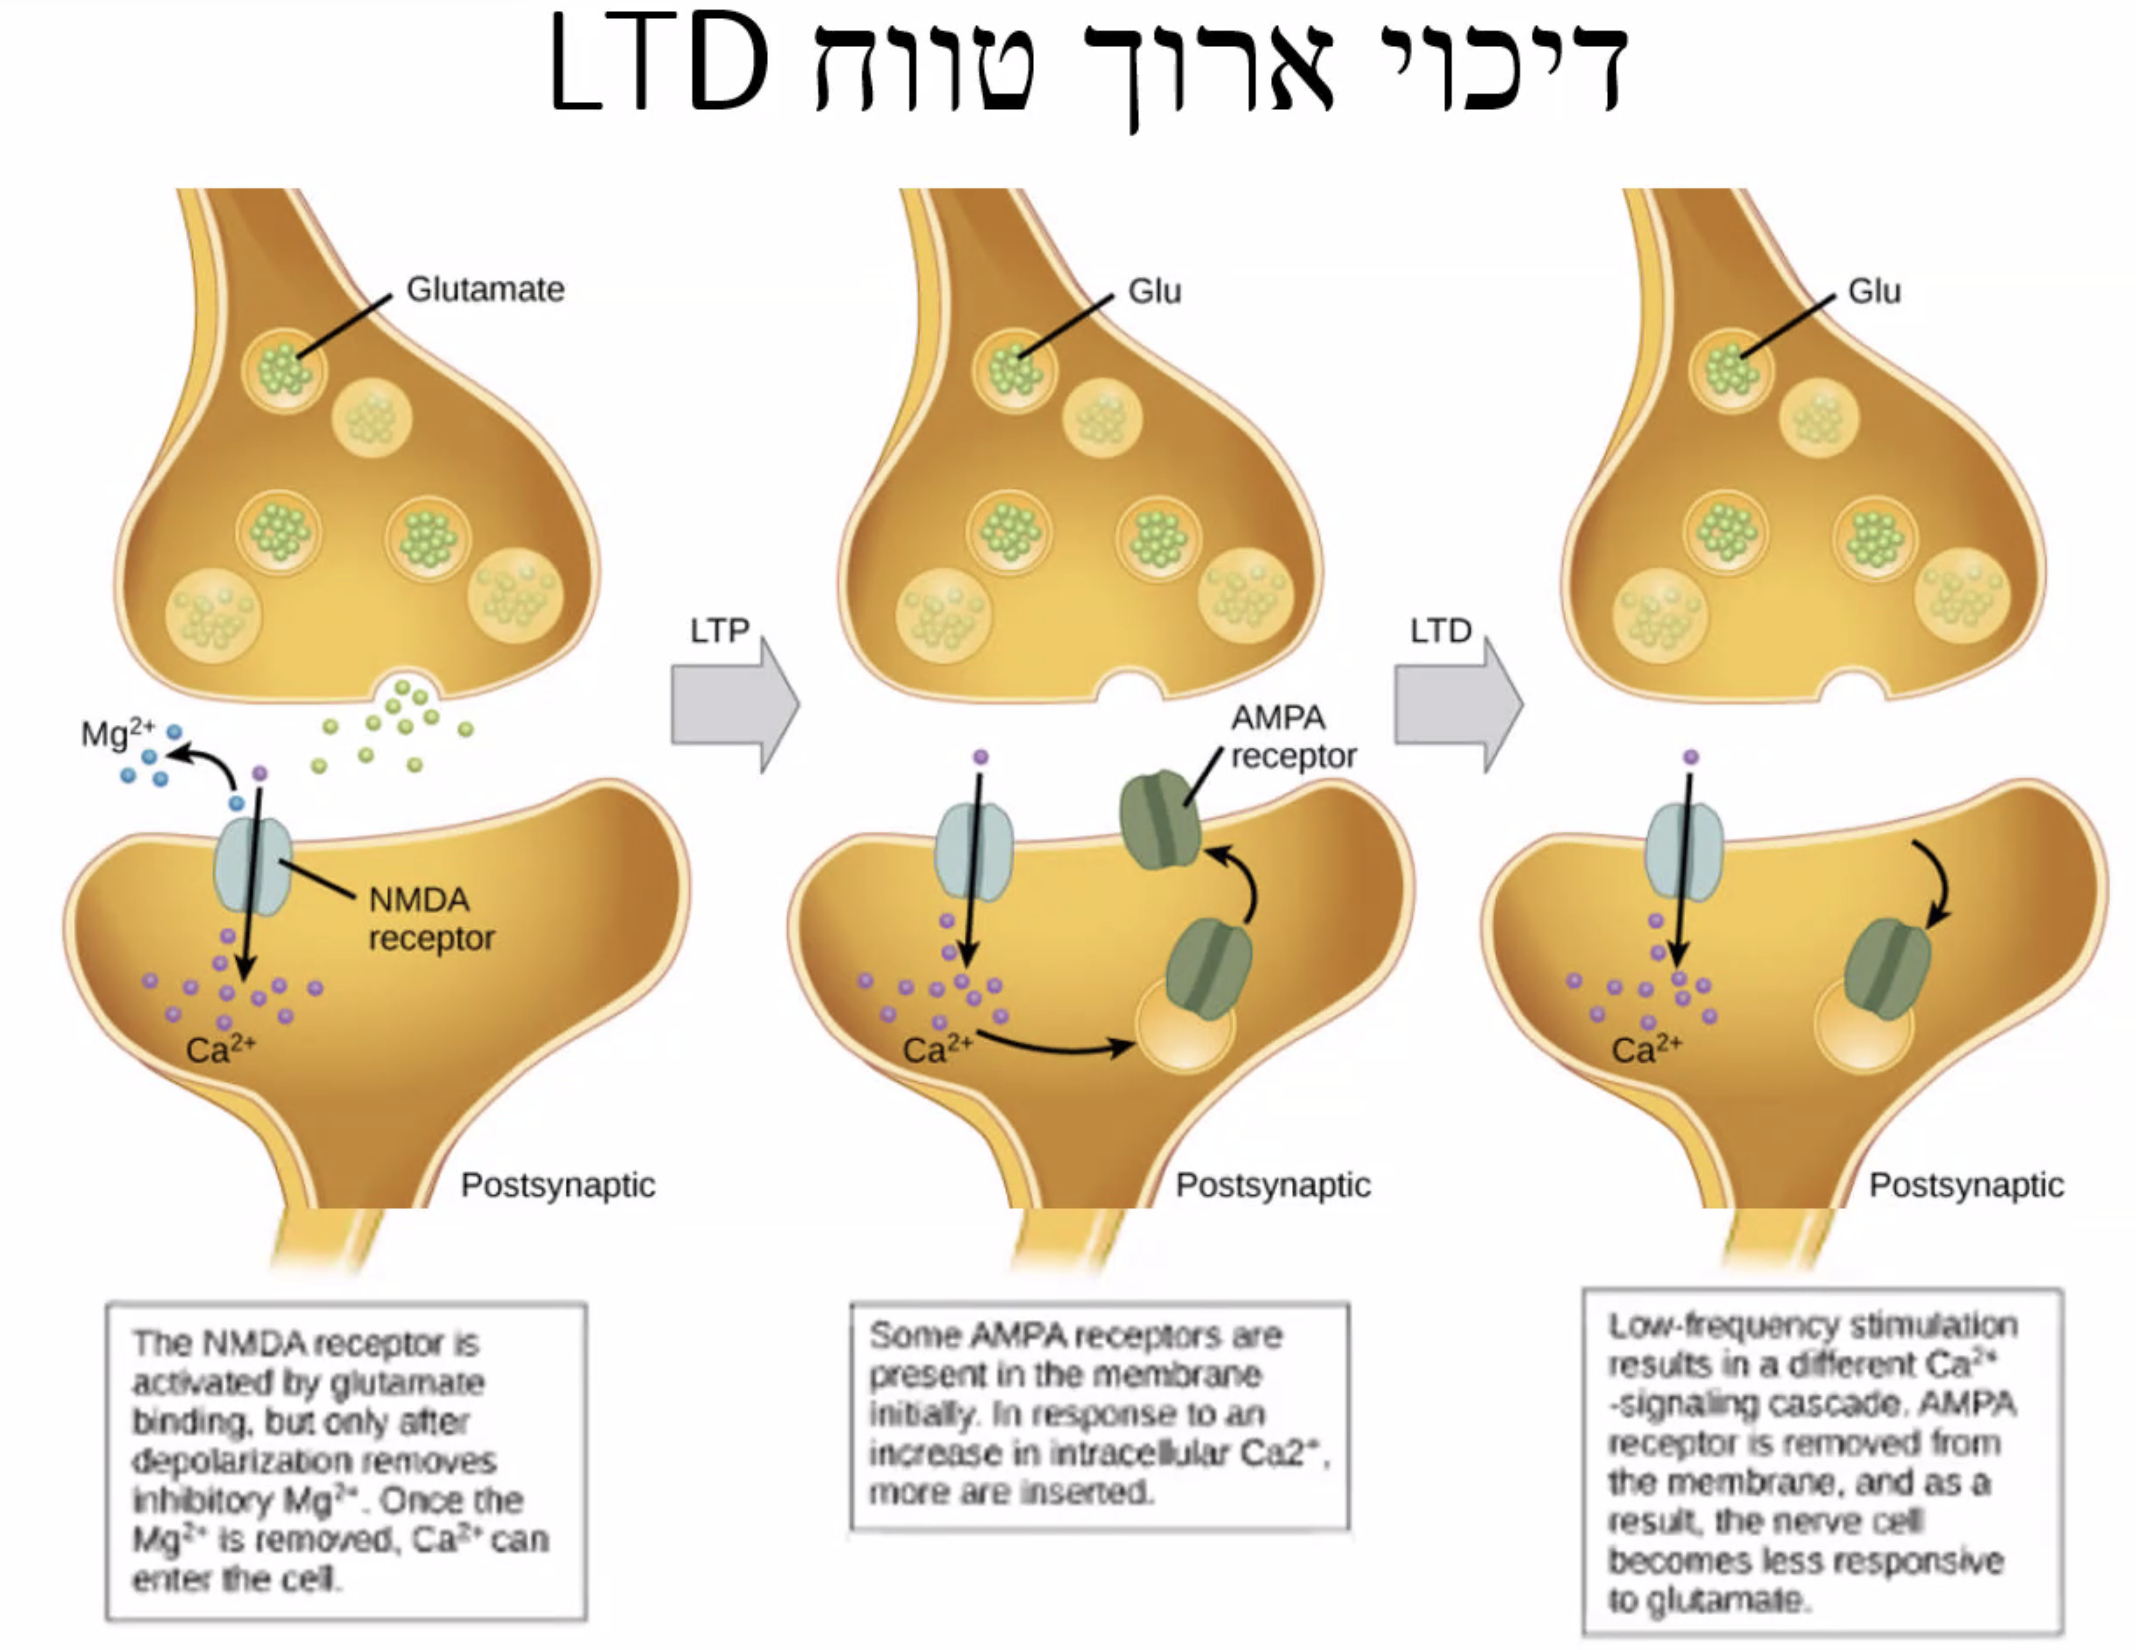 דיכוי ארוך טווח LTD
Glutamate
Mg²⁺
NMDA
receptor
Ca²⁺
Postsynaptic
LTP
Glu
AMPA
receptor
Ca²⁺
Postsynaptic
LTD
Glu
Ca²⁺
Postsynaptic
The NMDA receptor is
activated by glutamate
binding, but only after
depolarization removes
inhibitory Mg²⁺. Once the
Mg²⁺ is removed, Ca²⁺ can
enter the cell.
Some AMPA receptors are
present in the membrane
initially. In response to an
increase in intracellular Ca2⁺,
more are inserted.
Low-frequency stimulation
results in a different Ca²⁺
-signaling cascade. AMPA
receptor is removed from
the membrane, and as a
result, the nerve cell
becomes less responsive
to glutamate.